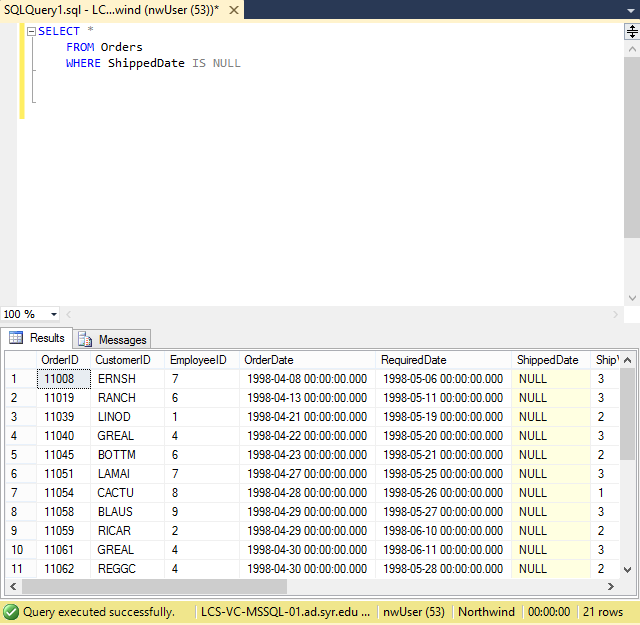 SQLQuery1.sql - LC...wind (nwUser (53))*
SELECT *
FROM Orders
WHERE ShippedDate IS NULL
100 %
Results Messages
OrderID CustomerID EmployeeID OrderDate RequiredDate ShippedDate Ship
1 11008 ERNSH 7 1998-04-08 00:00:00.000 1998-05-06 00:00:00.000 NULL 3
2 11019 RANCH 6 1998-04-13 00:00:00.000 1998-05-11 00:00:00.000 NULL 3
3 11039 LINOD 1 1998-04-21 00:00:00.000 1998-05-19 00:00:00.000 NULL 2
4 11040 GREAL 4 1998-04-22 00:00:00.000 1998-05-20 00:00:00.000 NULL 3
5 11045 BOTTM 6 1998-04-23 00:00:00.000 1998-05-21 00:00:00.000 NULL 2
6 11051 LAMAI 7 1998-04-27 00:00:00.000 1998-05-25 00:00:00.000 NULL 3
7 11054 CACTU 8 1998-04-28 00:00:00.000 1998-05-26 00:00:00.000 NULL 1
8 11058 BLAUS 9 1998-04-29 00:00:00.000 1998-05-27 00:00:00.000 NULL 3
9 11059 RICAR 2 1998-04-29 00:00:00.000 1998-06-10 00:00:00.000 NULL 2
10 11061 GREAL 4 1998-04-30 00:00:00.000 1998-06-11 00:00:00.000 NULL 3
11 11062 REGGC 4 1998-04-30 00:00:00.000 1998-05-28 00:00:00.000 NULL 2
Query executed successfully. LCS-VC-MSSQL-01.ad.syr.edu ... nwUser (53) Northwind 00:00:00 21 rows